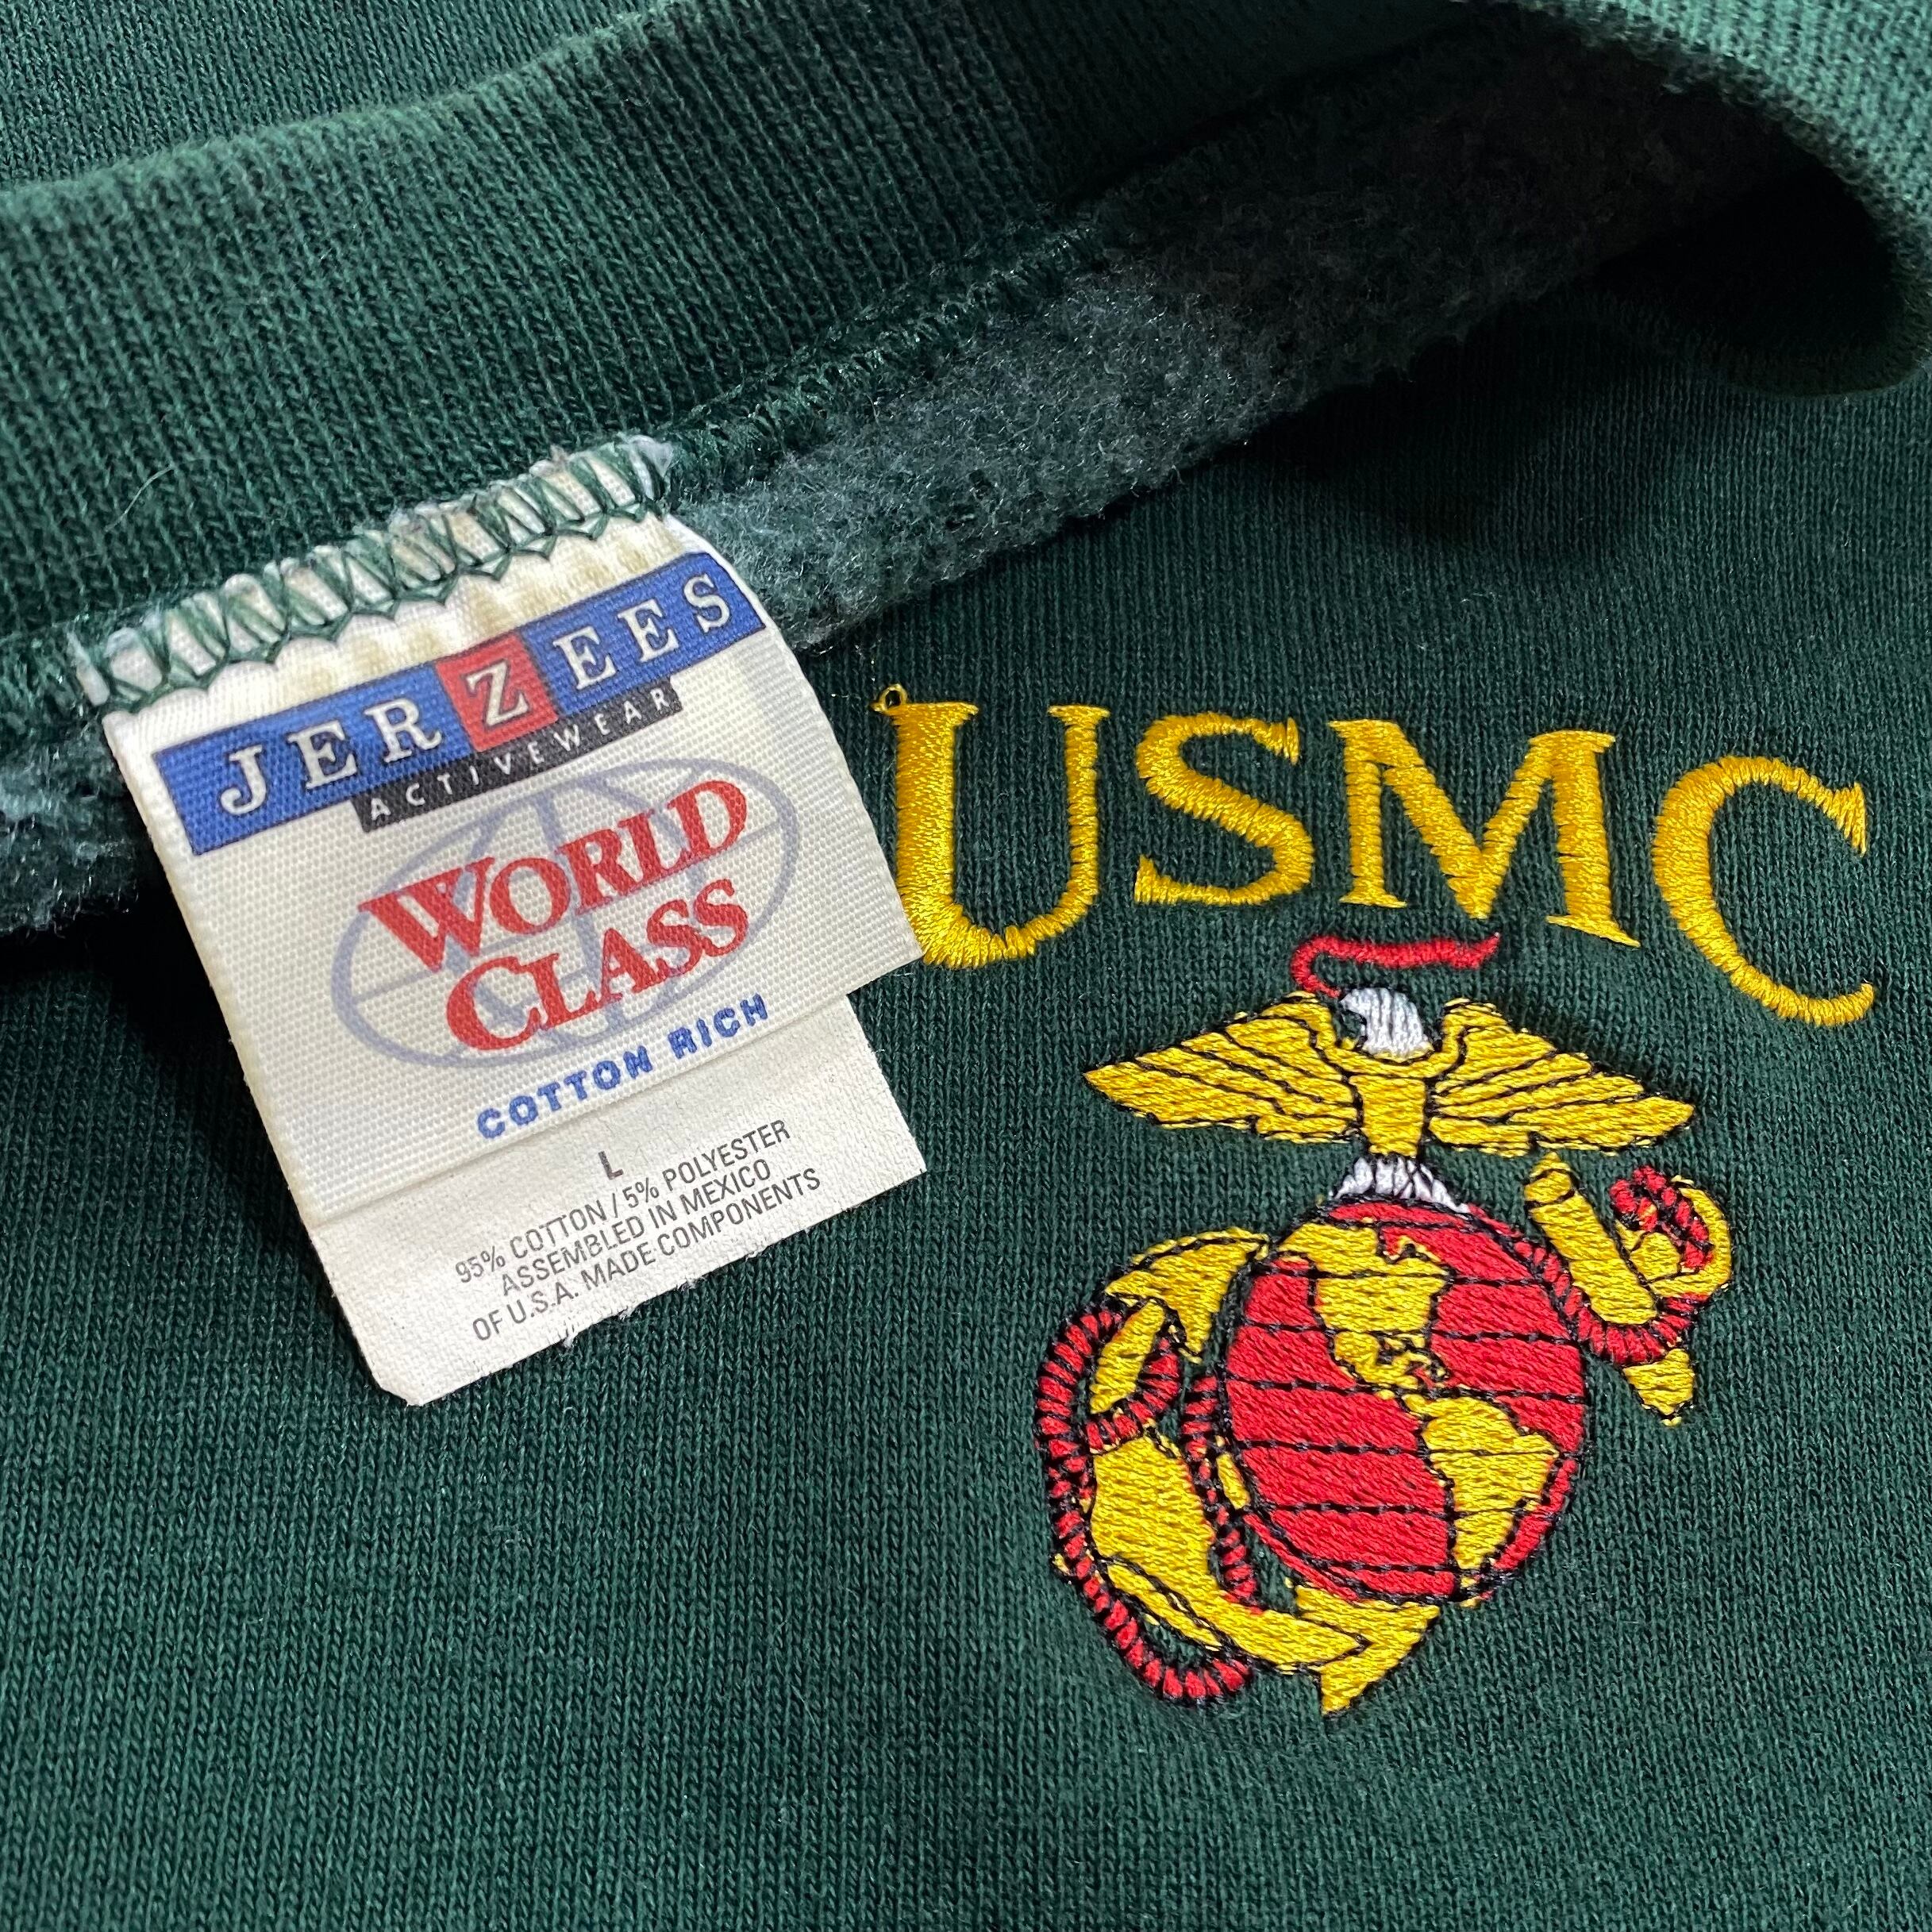 JERZEES
ACTIVEWEAR
WORLD
CLASS
COTTON RICH
L
95% COTTON / 5% POLYESTER
ASSEMBLED IN MEXICO
OF U.S.A. MADE COMPONENTS
USMC